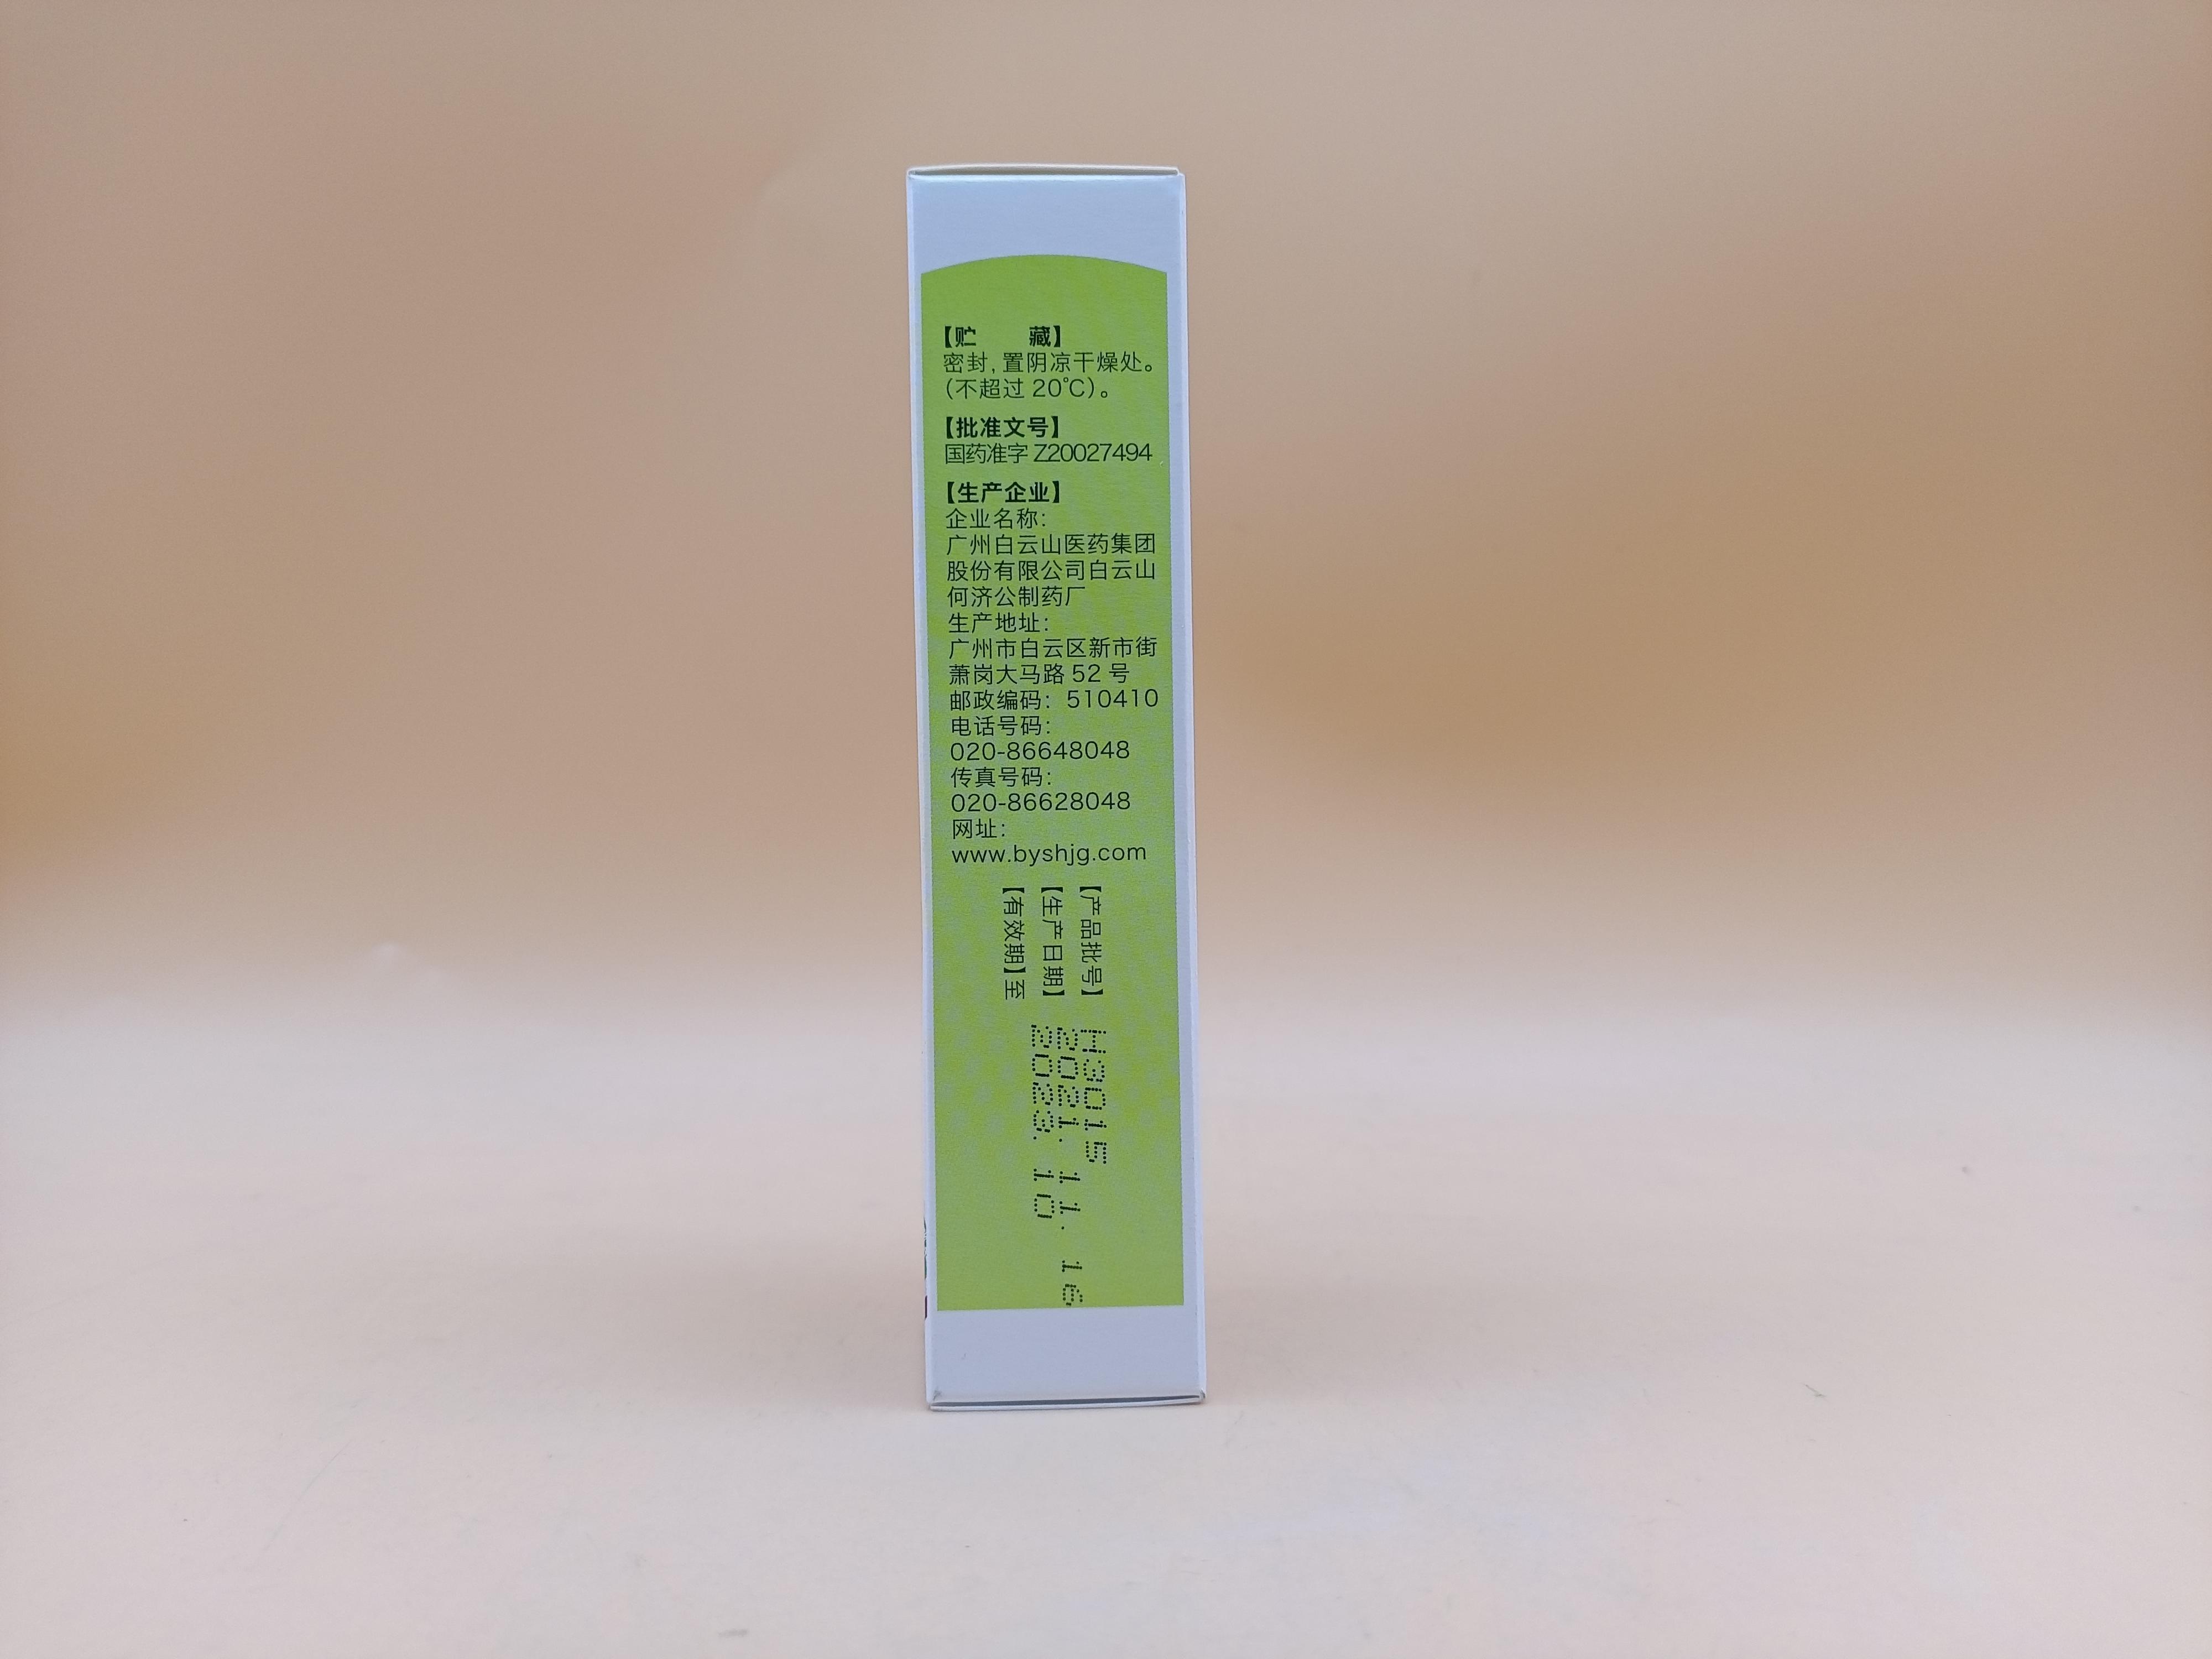 【贮　　藏】
密封，置阴凉干燥处。
（不超过 20℃）。
【批准文号】
国药准字 Z20027494
【生产企业】
企业名称：
广州白云山医药集团
股份有限公司白云山
何济公制药厂
生产地址：
广州市白云区新市街
萧岗大马路 52 号
邮政编码：510410
电话号码：
020-86648048
传真号码：
020-86628048
网址：
www.byshjg.com
【产品批号】 H3015
【生产日期】 2021. 11. 16
【有效期】至 2023. 10